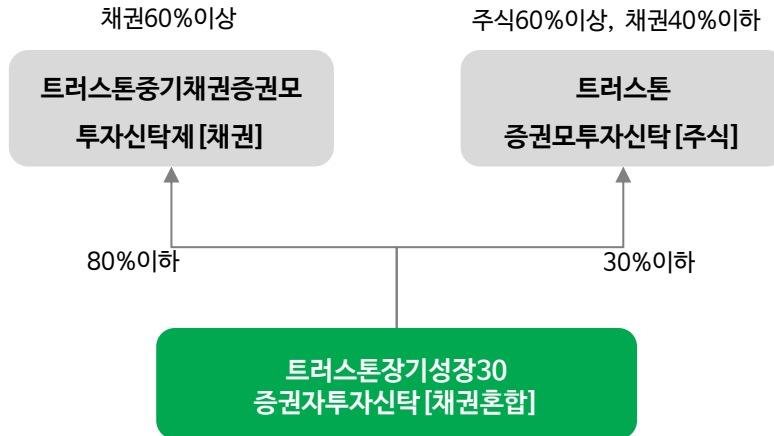 채권60%이상
주식60%이상, 채권40%이하
트러스톤중기채권증권모
투자신탁제[채권]
트러스톤
증권모투자신탁[주식]
80%이하
30%이하
트러스톤장기성장30
증권자투자신탁[채권혼합]